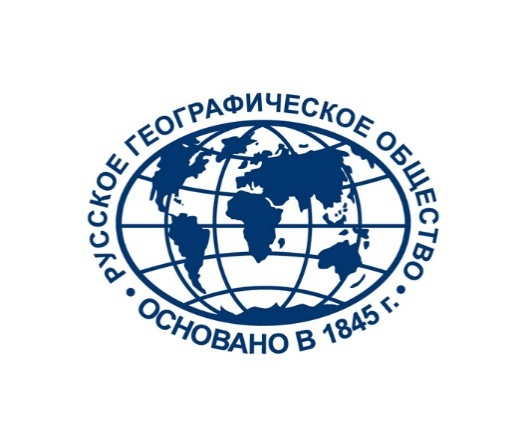 РУССКОЕ ГЕОГРАФИЧЕСКОЕ ОБЩЕСТВО
• ОСНОВАНО В 1845 г. •